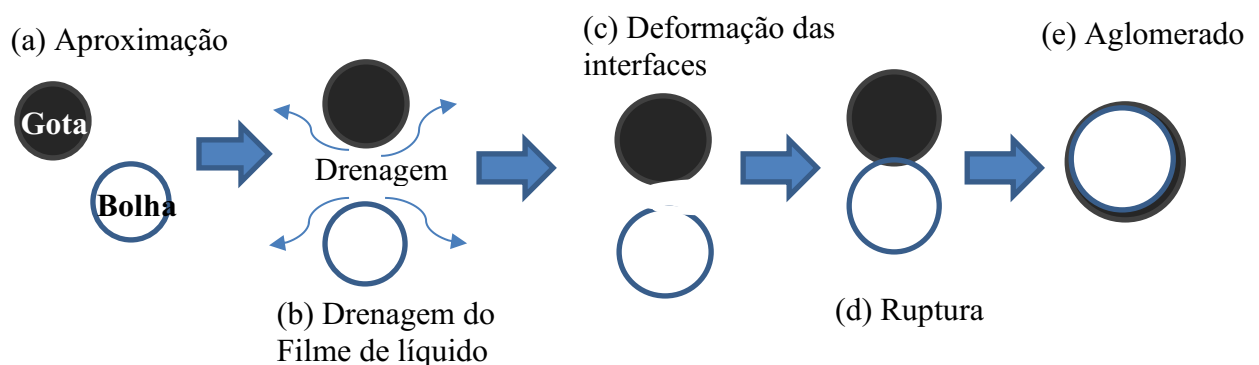 (a) Aproximação
Gota
Bolha
Drenagem
(b) Drenagem do
Filme de líquido
(c) Deformação das
interfaces
(d) Ruptura
(e) Aglomerado